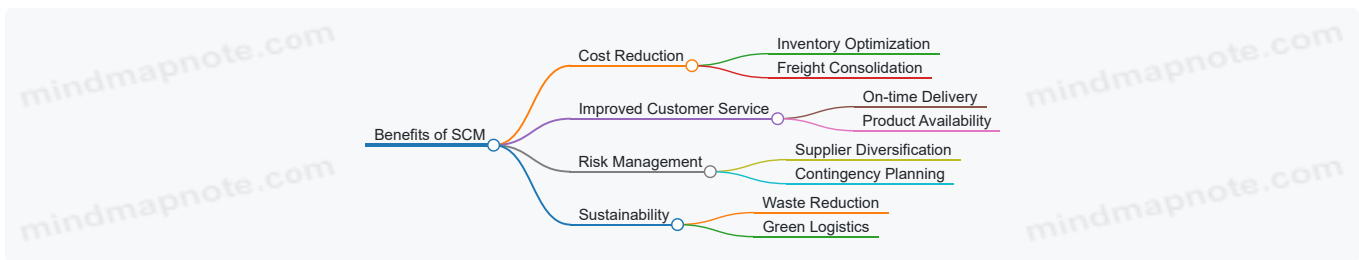 mindmapnote.com
mindmapnote.com
Benefits of SCM
Cost Reduction
Inventory Optimization
Freight Consolidation
Improved Customer Service
On-time Delivery
Product Availability
Risk Management
Supplier Diversification
Contingency Planning
Sustainability
Waste Reduction
Green Logistics
mindmapnote.com
mindmapnote.com